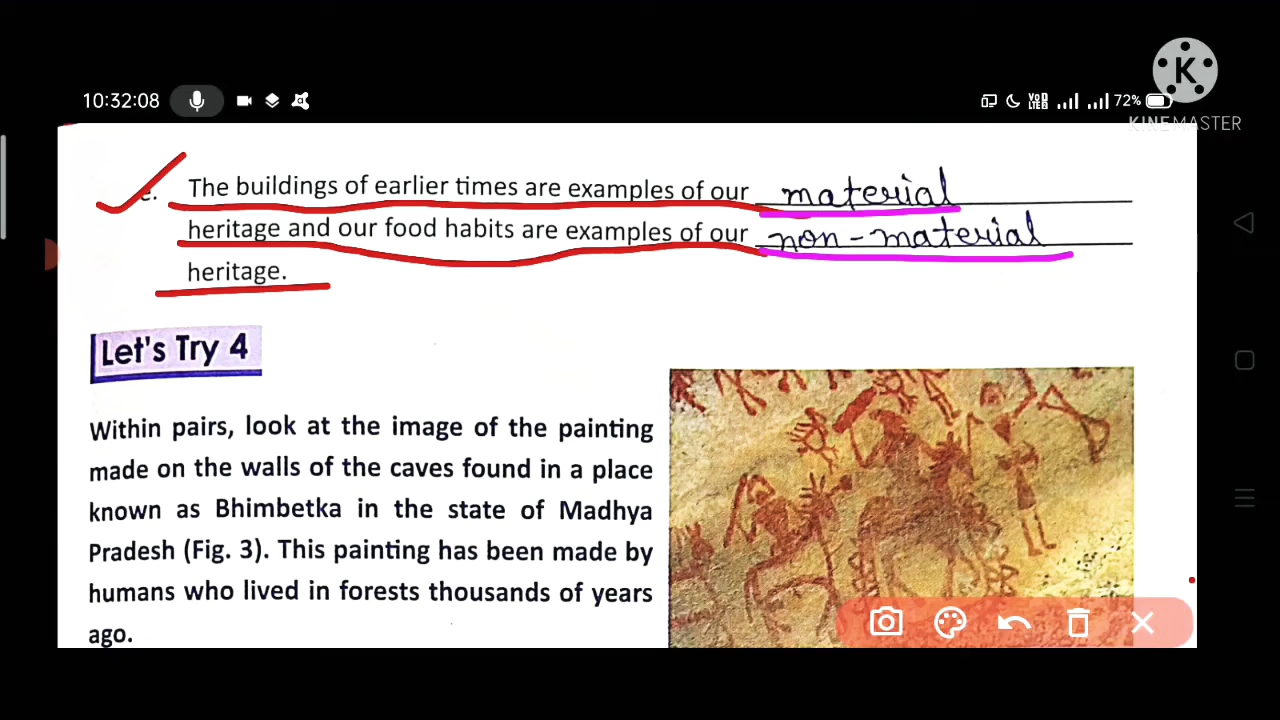 10:32:08
VoD LTE2 72%
K
KINEMASTER
e. The buildings of earlier times are examples of our material
heritage and our food habits are examples of our non-material
heritage.
Let's Try 4
Within pairs, look at the image of the painting
made on the walls of the caves found in a place
known as Bhimbetka in the state of Madhya
Pradesh (Fig. 3). This painting has been made by
humans who lived in forests thousands of years
ago.